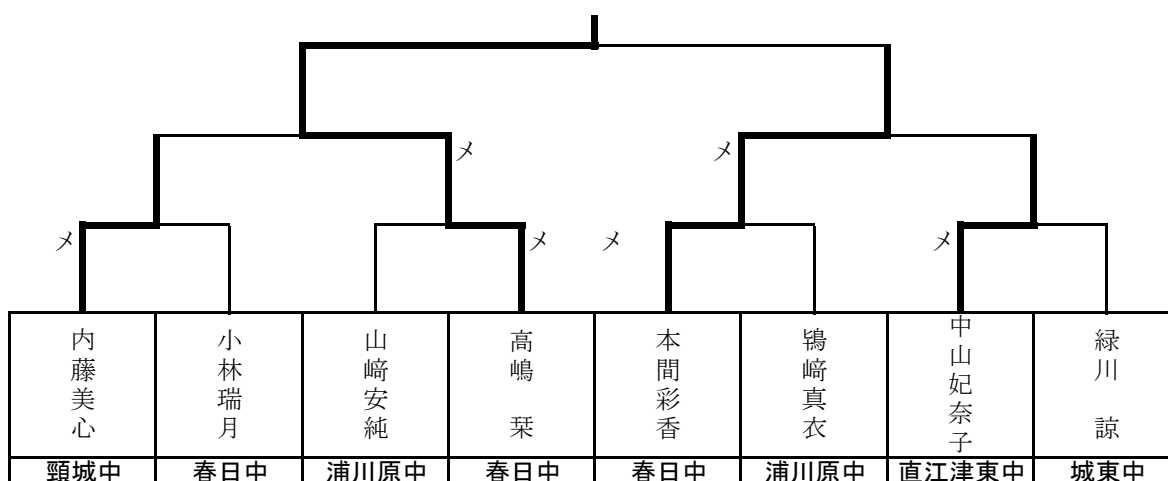 メ メ
メ メ メ メ
内藤美心 小林瑞月 山﨑安純 高嶋 栞 本間彩香 鴇﨑真衣 中山妃奈子 緑川 諒
頸城中 春日中 浦川原中 春日中 春日中 浦川原中 直江津東中 城東中